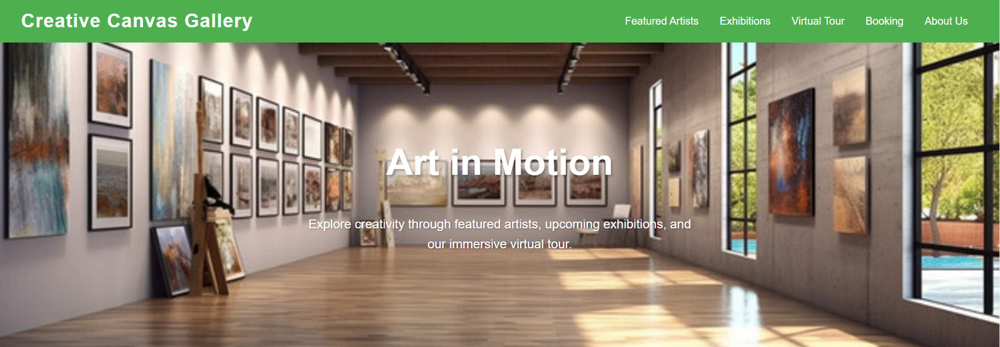 Creative Canvas Gallery
Featured Artists
Exhibitions
Virtual Tour
Booking
About Us
Art in Motion
Explore creativity through featured artists, upcoming exhibitions, and
our immersive virtual tour.